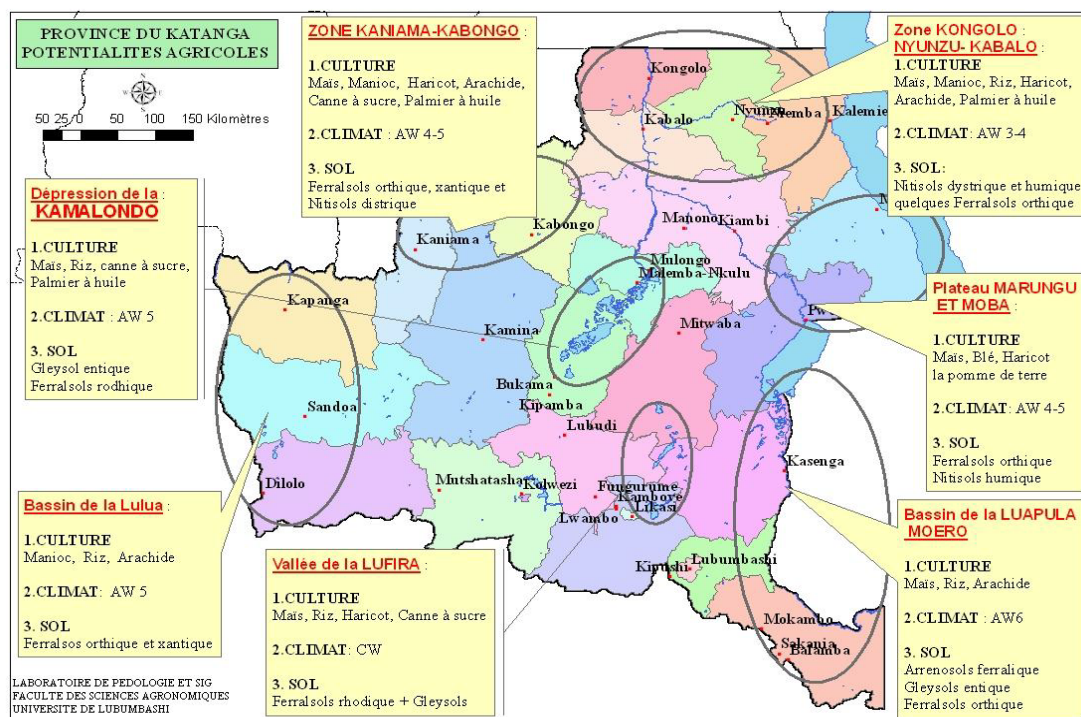 PROVINCE DU KATANGA
POTENTIALITES AGRICOLES
50 25 0 50 100 150 Kilomètres
ZONE KANIAMA-KABONGO :
1.CULTURE
Maïs, Manioc, Haricot, Arachide,
Canne à sucre, Palmier à huile
2.CLIMAT : AW 4-5
3. SOL
Ferralsols orthique, xantique et
Nitisols distrique
Zone KONGOLO :
NYUNZU- KABALO
1.CULTURE
Maïs, Manioc, Riz, Haricot,
Arachide, Palmier à huile
2.CLIMAT: AW 3-4
3. SOL:
Nitisols dystrique et humique
quelques Ferralsols orthique
Dépression de la :
KAMALONDO
1.CULTURE
Maïs, Riz, canne à sucre,
Palmier à huile
2.CLIMAT: AW 5
3. SOL
Gleysol entique
Ferralsols rodhique
Plateau MARUNGU :
ET MOBA
1.CULTURE
Maïs, Blé, Haricot
la pomme de terre
2.CLIMAT: AW 4-5
3. SOL
Ferralsols orthique
Nitisols humique
Bassin de la Lulua :
1.CULTURE
Manioc, Riz, Arachide
2.CLIMAT: AW 5
3. SOL
Ferralsos orthique et xantique
Vallée de la LUFIRA :
1.CULTURE
Maïs, Riz, Haricot, Canne à sucre
2.CLIMAT: CW
3. SOL
Ferralsols rhodique + Gleysols
Bassin de la LUAPULA :
MOERO
1.CULTURE
Maïs, Riz, Arachide
2.CLIMAT : AW6
3. SOL
Arrenosols ferralique
Gleysols entique
Ferralsols orthique
Kongolo
Kabalo
Nyunzu
Kalemie
Kabongo
Kaniama
Manono
Kiambi
Mulongo
Malemba-Nkulu
Kapanga
Kamina
Mitwaba
Bukama
Kipamba
Sandoa
Lubudi
Kasenga
Dilolo
Mutshatasha
Kolwezi
Fungurume
Kambove
Lwambo
Likasi
Kipushi
Lubumbashi
Mokambo
Sakania
LABORATOIRE DE PEDOLOGIE ET SIG
FACULTE DES SCIENCES AGRONOMIQUES
UNIVERSITE DE LUBUMBASHI